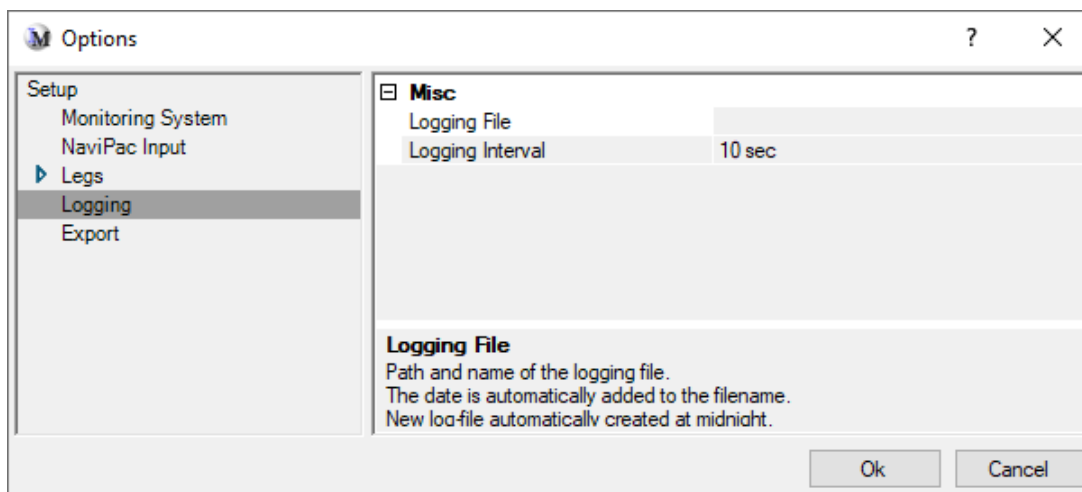 M Options ? X
Setup
Monitoring System
NaviPac Input
Legs
Logging
Export
Misc
Logging File
Logging Interval 10 sec
Logging File
Path and name of the logging file.
The date is automatically added to the filename.
New log-file automatically created at midnight.
Ok Cancel